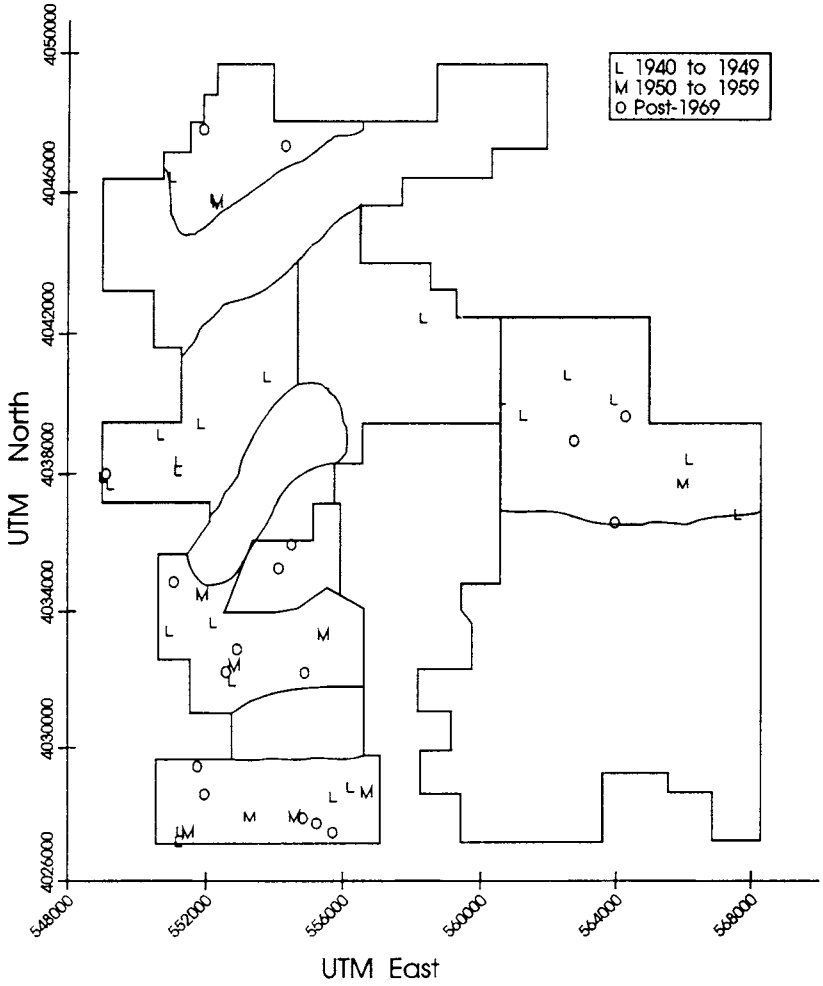 4050000
L 1940 to 1949
M 1950 to 1959
O Post-1969
O
O
L
M
4046000
L
4042000
L
L
L
O
L
L
L
O
L
L
O
L
L
M
4038000
O
L
L
O
O
O
M
4034000
L
L
M
O
M
O
L
O
4030000
O
L
M
O
L
M
M
O
O
O
L
M
O
4026000
548000
552000
556000
560000
564000
568000
UTM North
UTM East